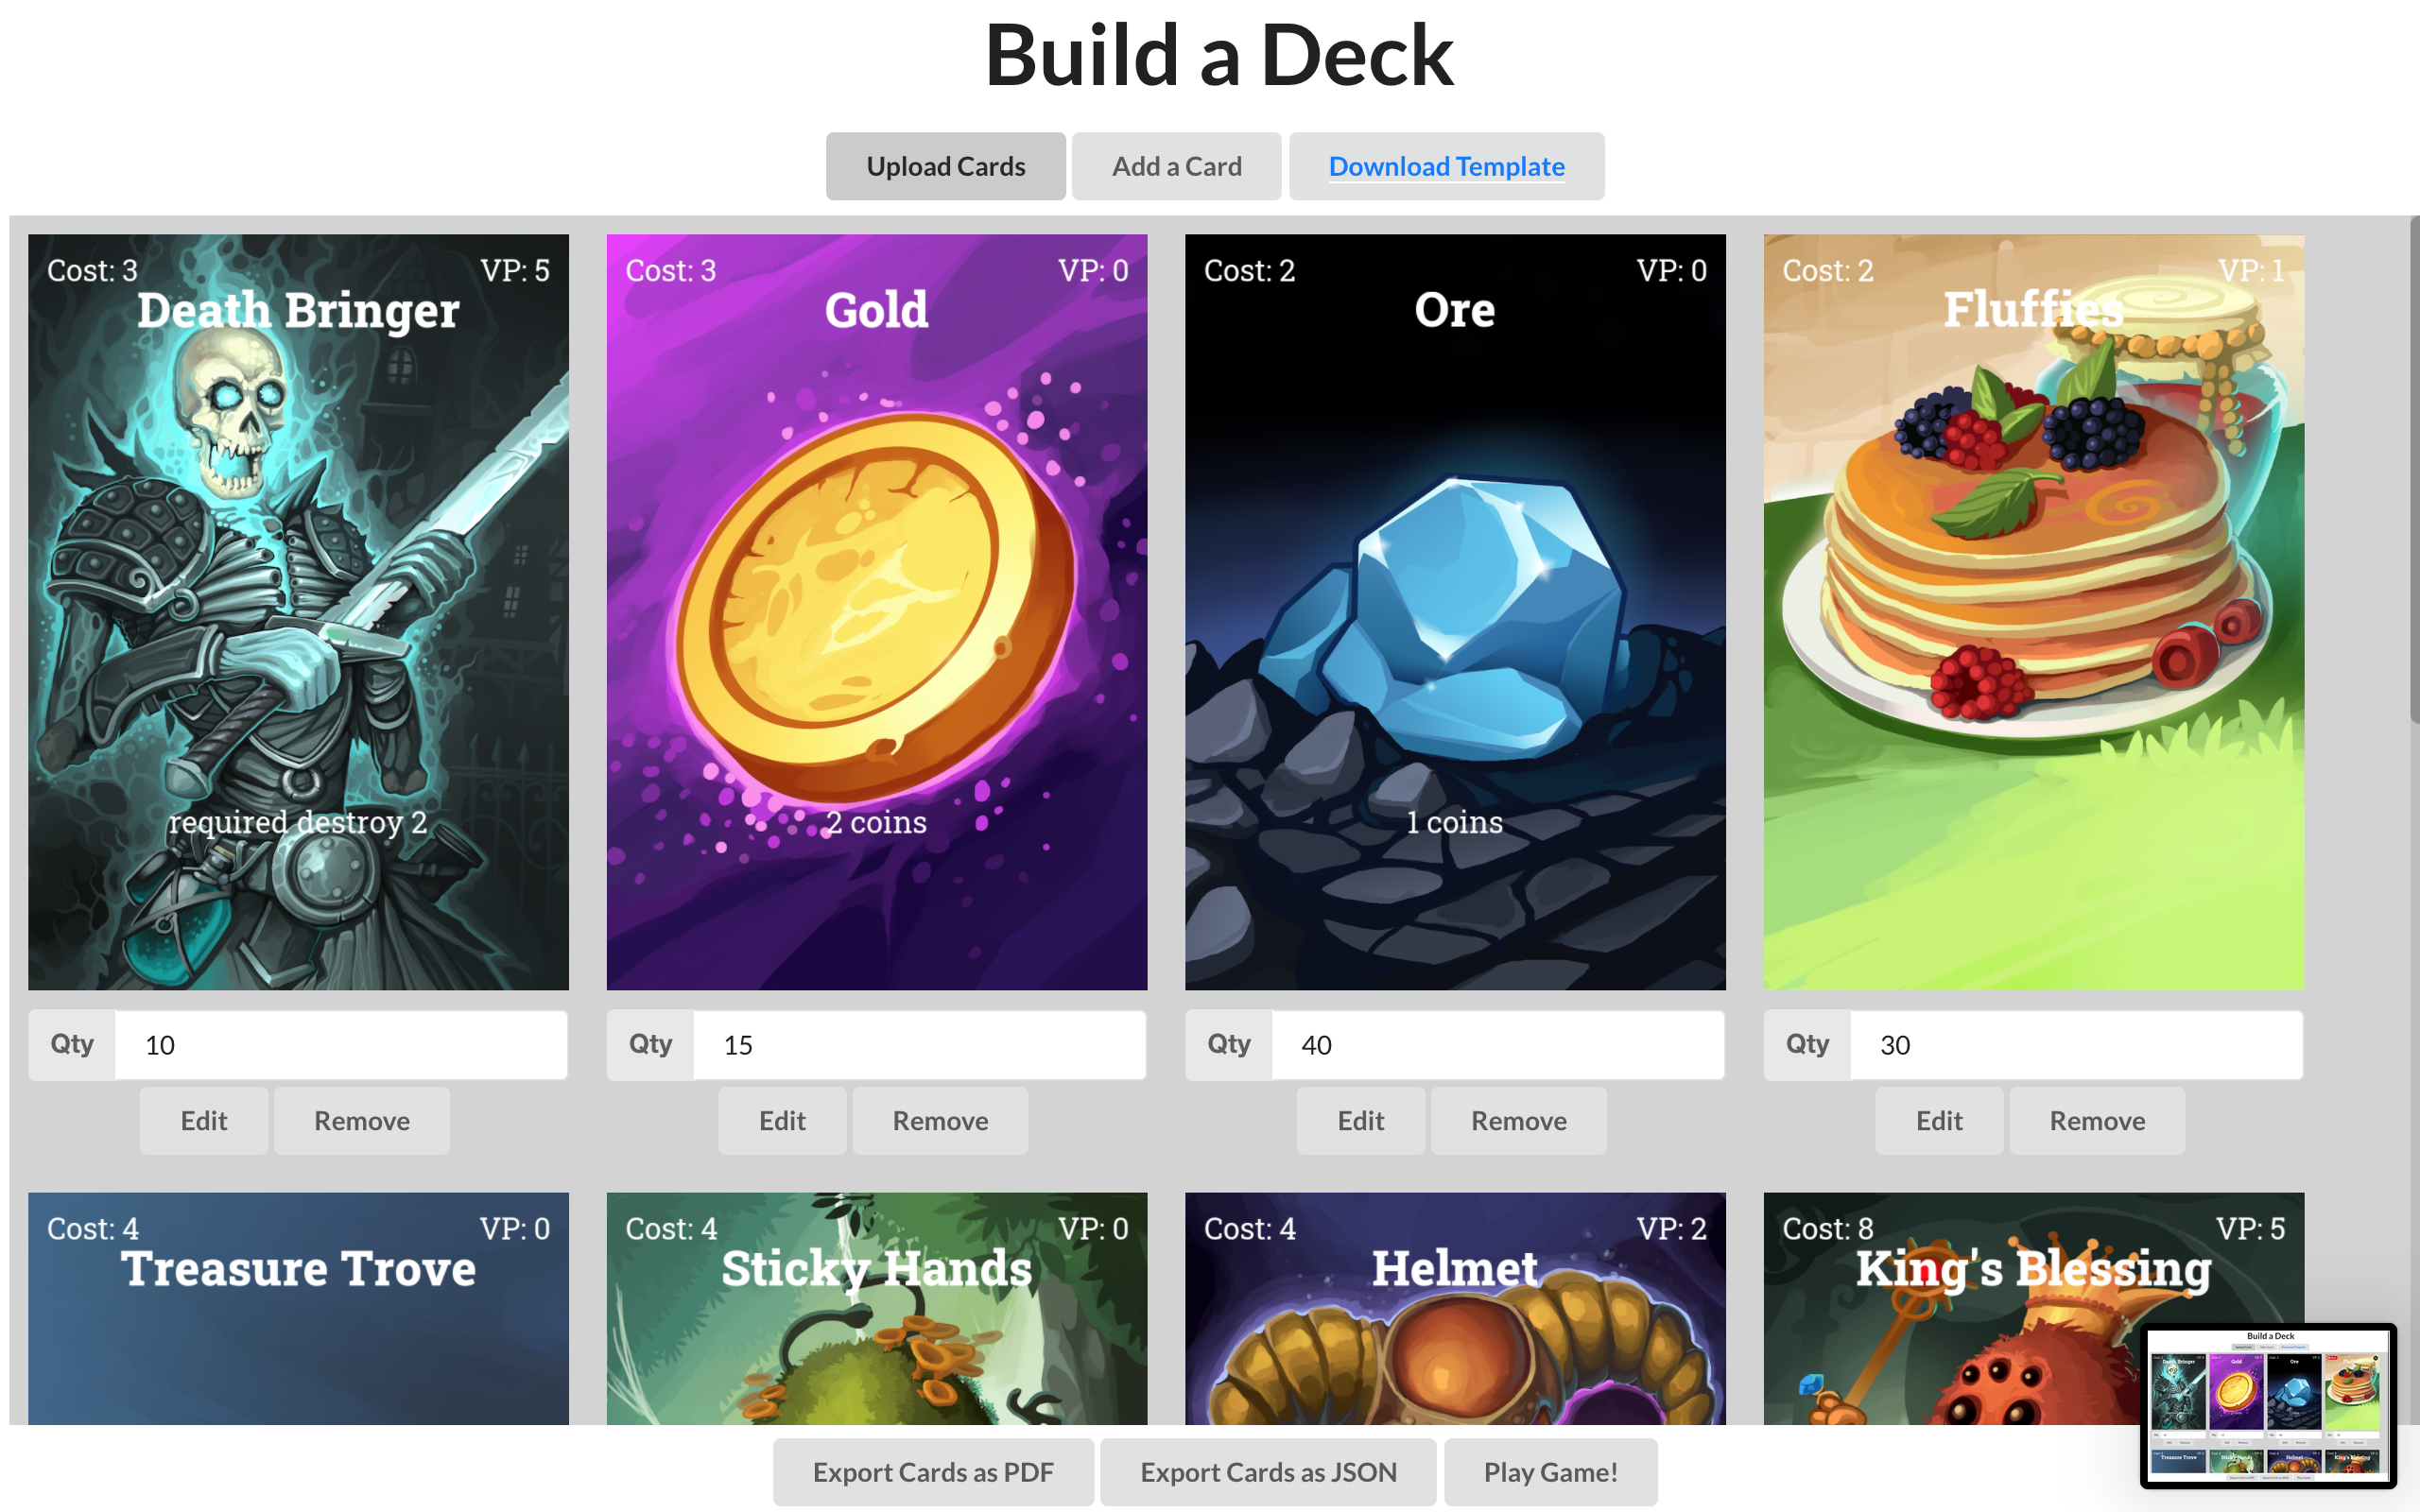 Build a Deck
Upload Cards Add a Card Download Template
Cost: 3 VP: 5
Death Bringer
required destroy 2
Cost: 3 VP: 0
Gold
2 coins
Cost: 2 VP: 0
Ore
1 coins
Cost: 2 VP: 1
Fluffies
Qty 10
Edit Remove
Qty 15
Edit Remove
Qty 40
Edit Remove
Qty 30
Edit Remove
Cost: 4 VP: 0
Treasure Trove
Cost: 4 VP: 0
Sticky Hands
Cost: 4 VP: 2
Helmet
Cost: 8 VP: 5
King's Blessing
Export Cards as PDF Export Cards as JSON Play Game!
Build a Deck